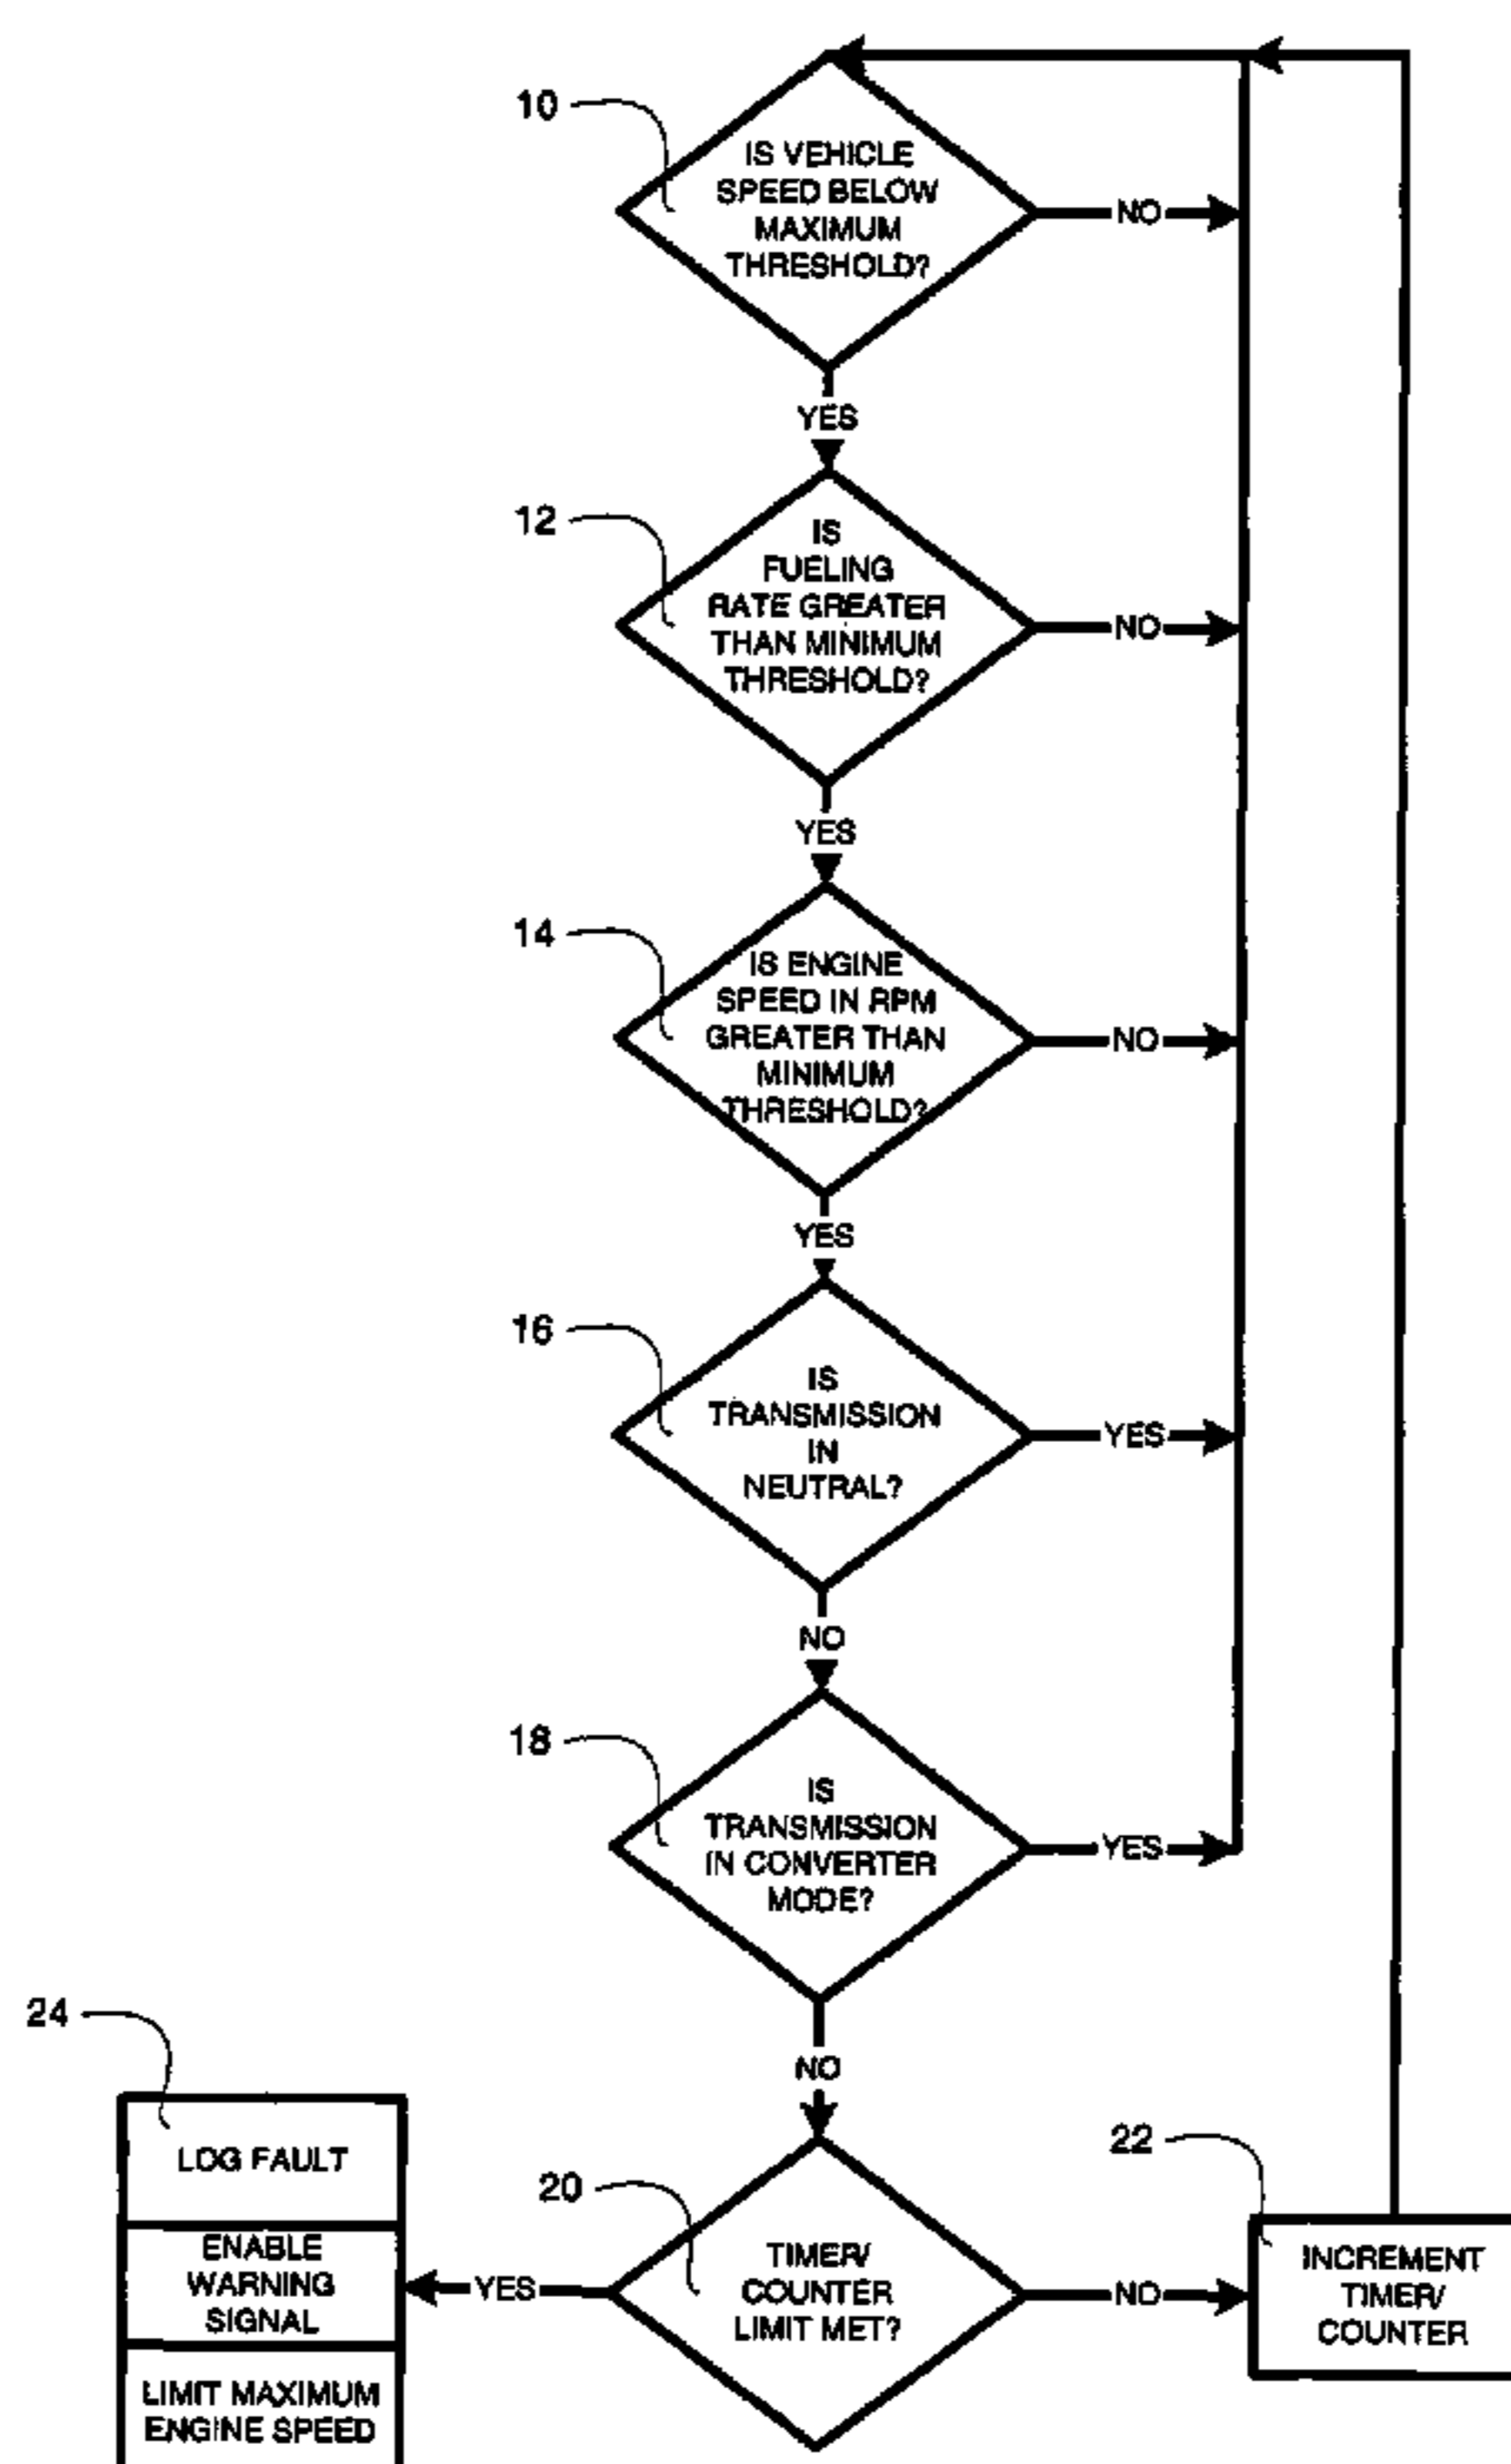 10
IS VEHICLE
SPEED BELOW
MAXIMUM
THRESHOLD?
NO
YES
12
IS
FUELING
RATE GREATER
THAN MINIMUM
THRESHOLD?
NO
YES
14
IS ENGINE
SPEED IN RPM
GREATER THAN
MINIMUM
THRESHOLD?
NO
YES
16
IS
TRANSMISSION
IN
NEUTRAL?
YES
NO
18
IS
TRANSMISSION
IN CONVERTER
MODE?
YES
NO
24
LOG FAULT
ENABLE
WARNING
SIGNAL
LIMIT MAXIMUM
ENGINE SPEED
YES
20
TIMER/
COUNTER
LIMIT MET?
NO
22
INCREMENT
TIMER/
COUNTER